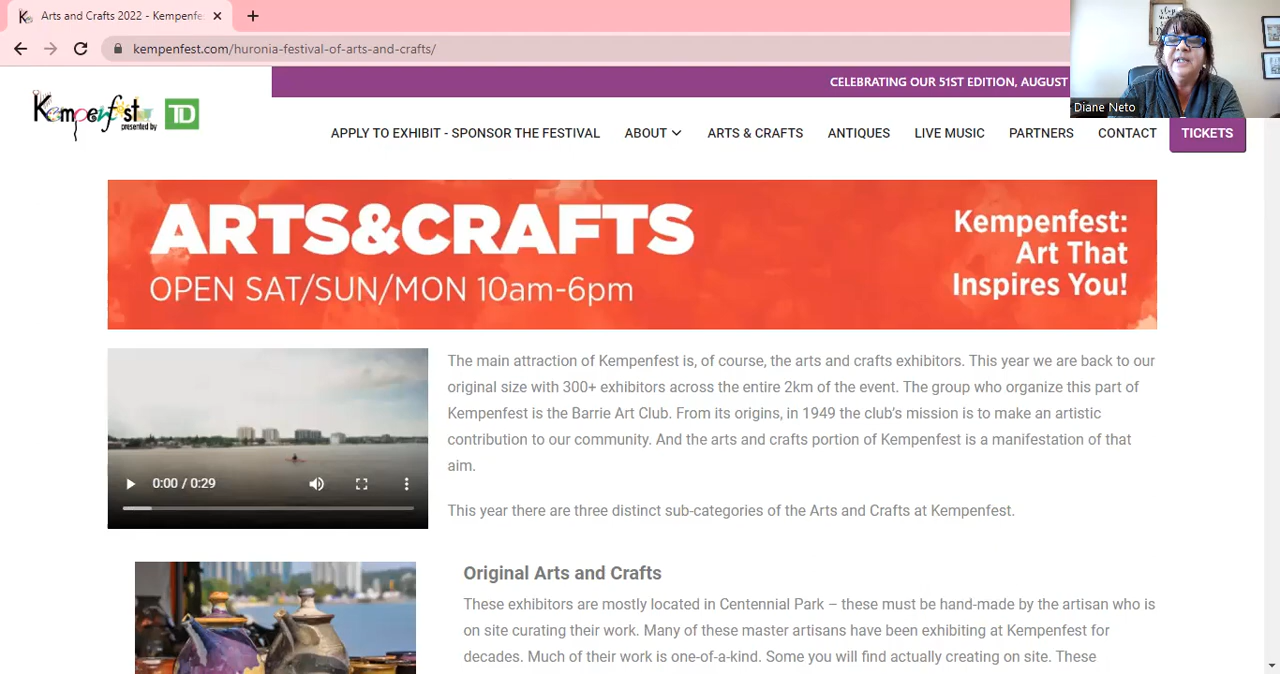 Arts and Crafts 2022 - Kempenfe
kempenfest.com/huronia-festival-of-arts-and-crafts/
CELEBRATING OUR 51ST EDITION, AUGUST
Diane Neto
Kempenfest
presented by
TD
APPLY TO EXHIBIT - SPONSOR THE FESTIVAL ABOUT ARTS & CRAFTS ANTIQUES LIVE MUSIC PARTNERS CONTACT TICKETS
ARTS&CRAFTS
OPEN SAT/SUN/MON 10am-6pm
Kempenfest:
Art That
Inspires You!
0:00 / 0:29
The main attraction of Kempenfest is, of course, the arts and crafts exhibitors. This year we are back to our
original size with 300+ exhibitors across the entire 2km of the event. The group who organize this part of
Kempenfest is the Barrie Art Club. From its origins, in 1949 the club's mission is to make an artistic
contribution to our community. And the arts and crafts portion of Kempenfest is a manifestation of that
aim.
This year there are three distinct sub-categories of the Arts and Crafts at Kempenfest.
Original Arts and Crafts
These exhibitors are mostly located in Centennial Park – these must be hand-made by the artisan who is
on site curating their work. Many of these master artisans have been exhibiting at Kempenfest for
decades. Much of their work is one-of-a-kind. Some you will find actually creating on site. These